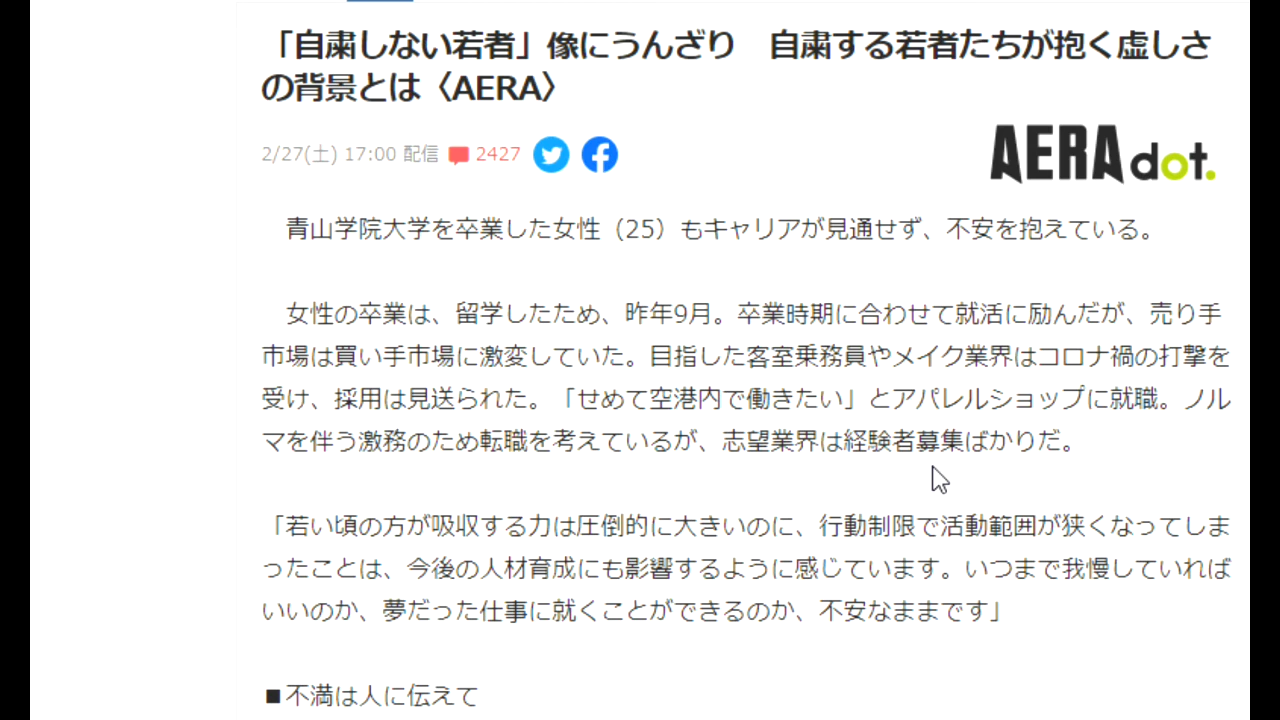 「自粛しない若者」像にうんざり　自粛する若者たちが抱く虚しさ
の背景とは〈AERA〉
2/27(土) 17:00 配信 2427
AERA dot.
青山学院大学を卒業した女性（25）もキャリアが見通せず、不安を抱えている。
女性の卒業は、留学したため、昨年9月。卒業時期に合わせて就活に励んだが、売り手
市場は買い手市場に激変していた。目指した客室乗務員やメイク業界はコロナ禍の打撃を
受け、採用は見送られた。「せめて空港内で働きたい」とアパレルショップに就職。ノル
マを伴う激務のため転職を考えているが、志望業界は経験者募集ばかりだ。
「若い頃の方が吸収する力は圧倒的に大きいのに、行動制限で活動範囲が狭くなってしま
ったことは、今後の人材育成にも影響するように感じています。いつまで我慢していれば
いいのか、夢だった仕事に就くことができるのか、不安なままです」
■不満は人に伝えて